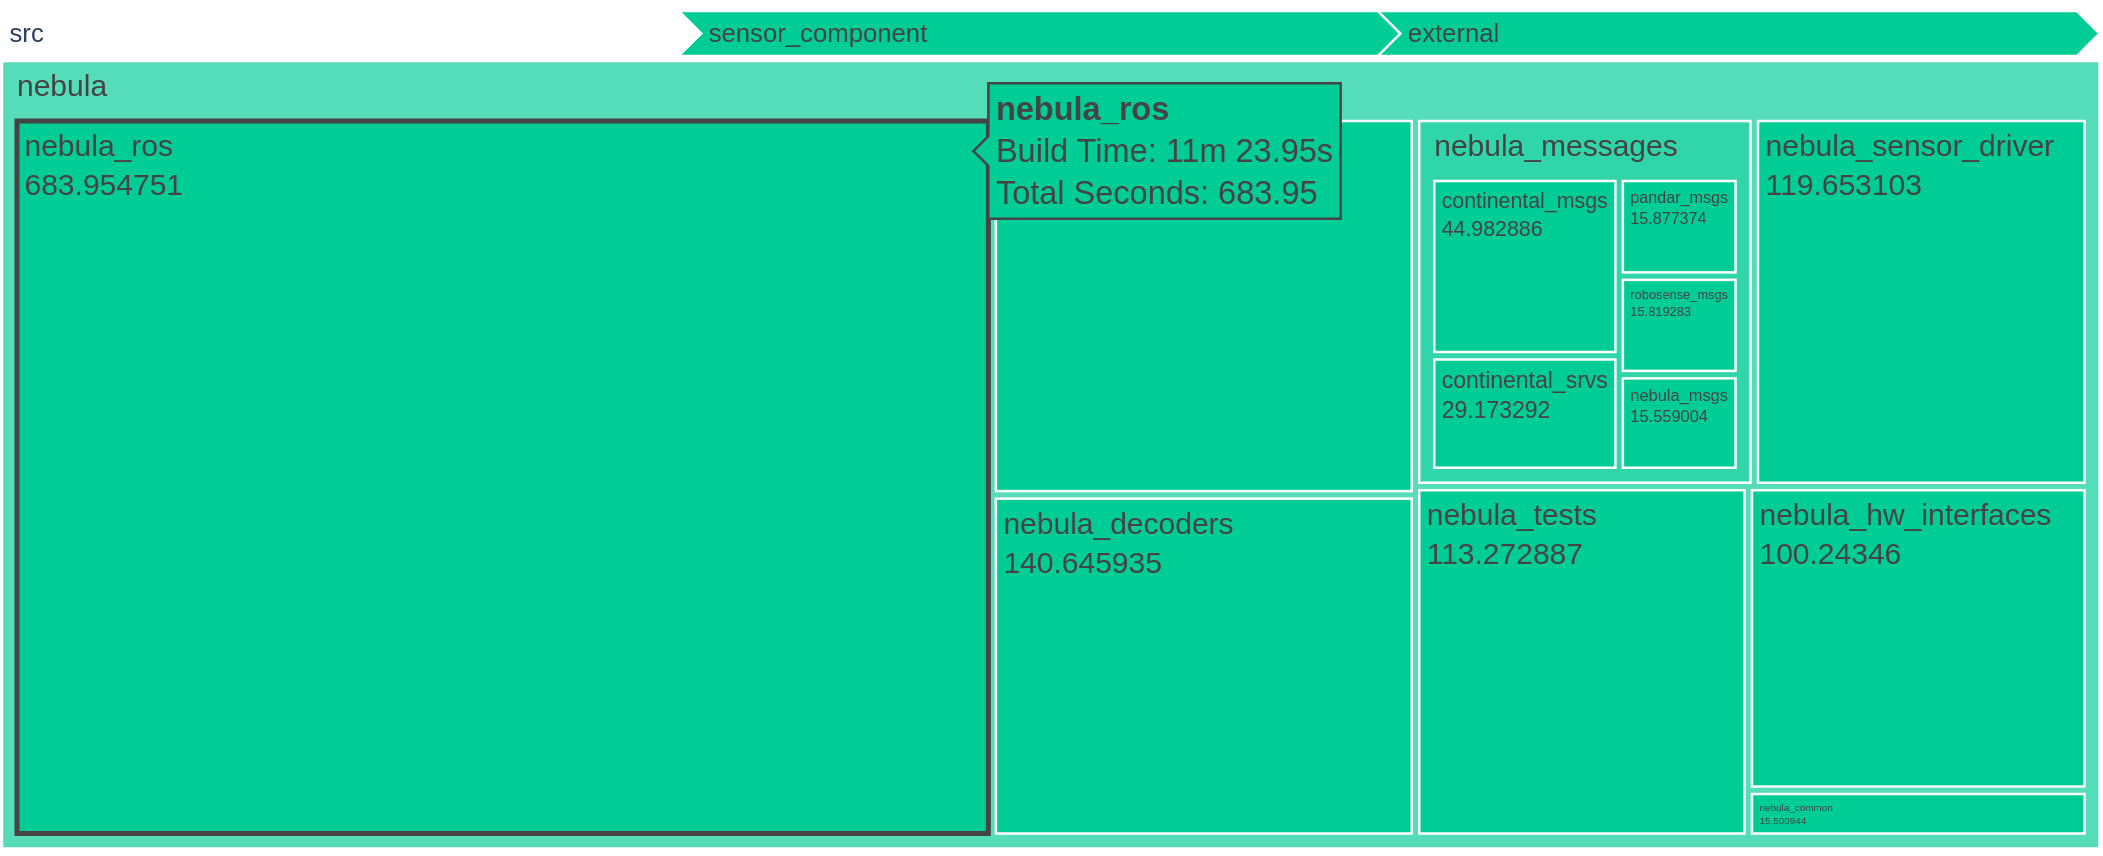 src
sensor_component
external
nebula
nebula_ros
683.954751
nebula_ros
Build Time: 11m 23.95s
Total Seconds: 683.95
nebula_decoders
140.645935
nebula_messages
continental_msgs
44.982886
continental_srvs
29.173292
pandar_msgs
15.877374
robosense_msgs
15.819283
nebula_msgs
15.559004
nebula_sensor_driver
119.653103
nebula_tests
113.272887
nebula_hw_interfaces
100.24346
nebula_common
15.500944